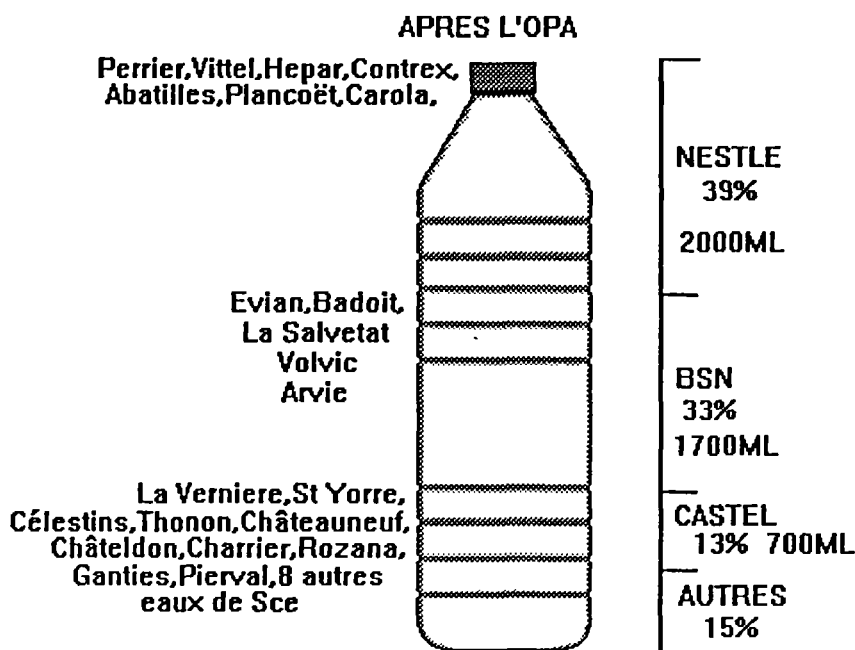 APRES L'OPA
Perrier,Vittel,Hepar,Contrex,
Abatilles,Plancoët,Carola,
NESTLE
39%
2000ML
Evian,Badoit,
La Salvetat
Volvic
Arvie
BSN
33%
1700ML
La Verniere,St Yorre,
Célestins,Thonon,Châteauneuf,
Châteldon,Charrier,Rozana,
Ganties,Pierval,8 autres
eaux de Sce
CASTEL
13% 700ML
AUTRES
15%